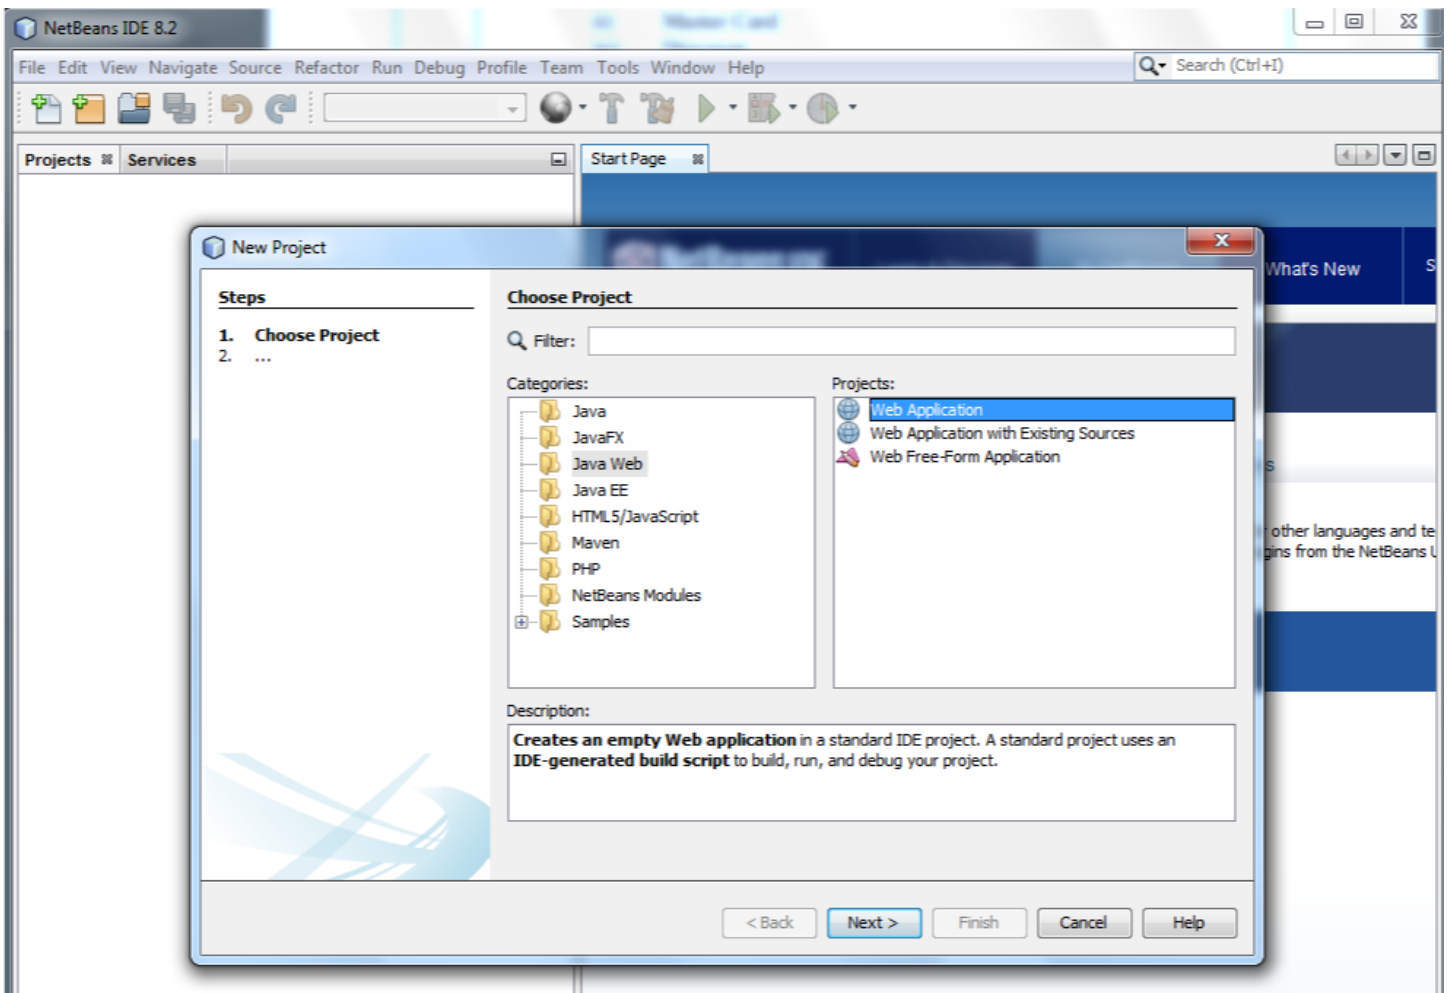 NetBeans IDE 8.2
File Edit View Navigate Source Refactor Run Debug Profile Team Tools Window Help
Search (Ctrl+I)
Projects Services
Start Page
New Project
What's New
S
Steps
1. Choose Project
2. ...
Choose Project
Filter:
Categories:
Java
JavaFX
Java Web
Java EE
HTML5/JavaScript
Maven
PHP
NetBeans Modules
Samples
Projects:
Web Application
Web Application with Existing Sources
Web Free-Form Application
s
other languages and te
gins from the NetBeans U
Description:
Creates an empty Web application in a standard IDE project. A standard project uses an
IDE-generated build script to build, run, and debug your project.
< Back Next > Finish Cancel Help